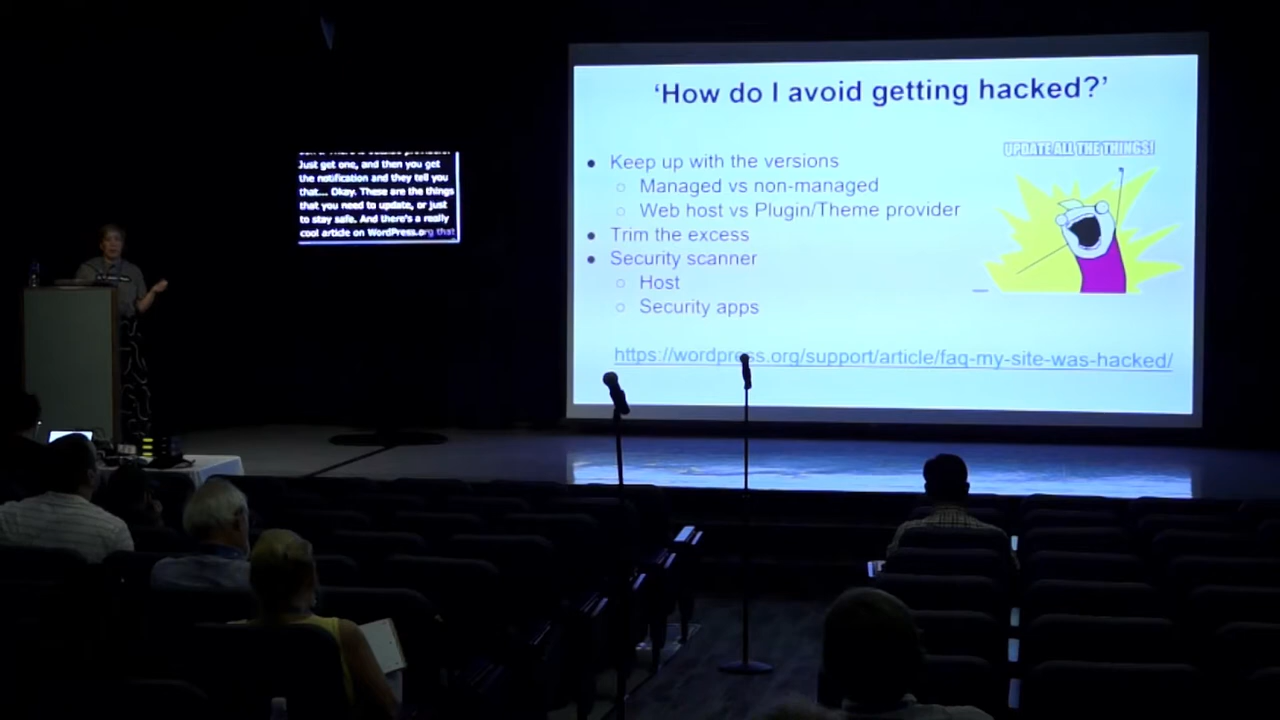 Just get one, and then you get
the notification and they tell you
that... Okay. These are the things
that you need to update, or just
to stay safe. And there's a really
cool article on WordPress.org that
‘How do I avoid getting hacked?’
UPDATE ALL THE THINGS!
● Keep up with the versions
○ Managed vs non-managed
○ Web host vs Plugin/Theme provider
● Trim the excess
● Security scanner
○ Host
○ Security apps
https://wordpress.org/support/article/faq-my-site-was-hacked/